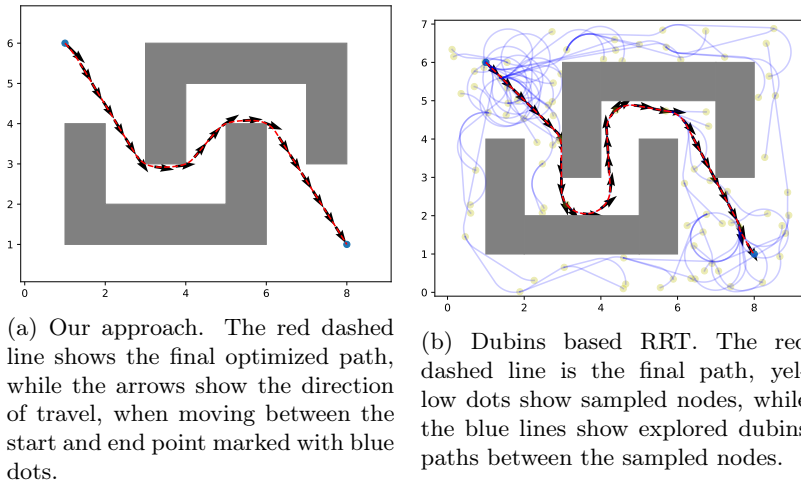 6
5
4
3
2
1
0 2 4 6 8
7
6
5
4
3
2
1
0
0 2 4 6 8
(a) Our approach. The red dashed
line shows the final optimized path,
while the arrows show the direction
of travel, when moving between the
start and end point marked with blue
dots.
(b) Dubins based RRT. The red
dashed line is the final path, yel-
low dots show sampled nodes, while
the blue lines show explored dubins
paths between the sampled nodes.